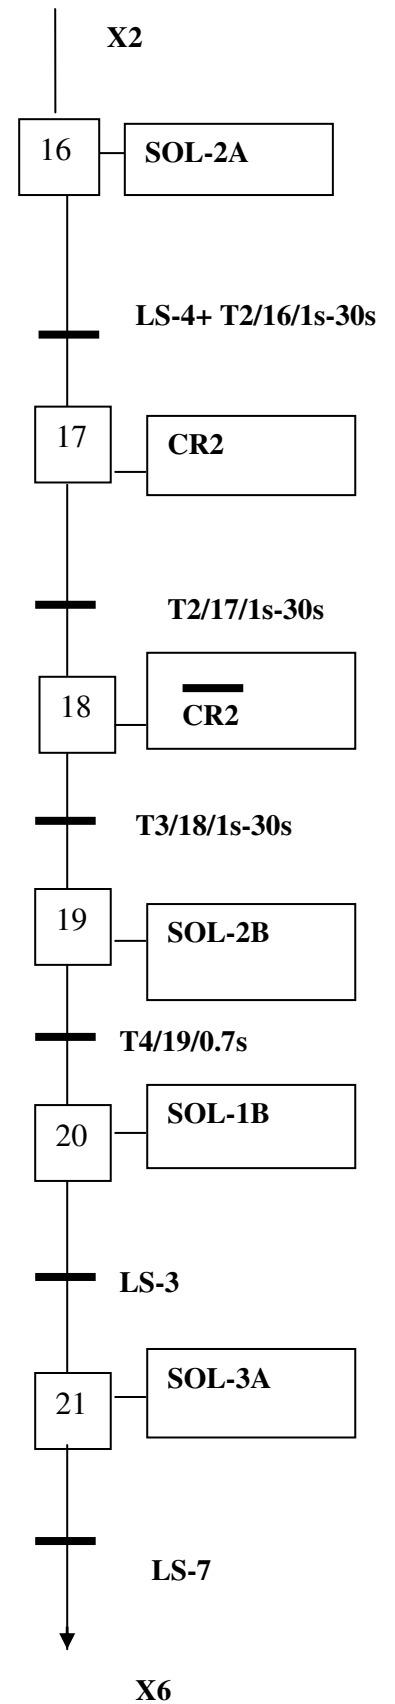 X2
16
SOL-2A
LS-4+ T2/16/1s-30s
17
CR2
T2/17/1s-30s
18
CR2
T3/18/1s-30s
19
SOL-2B
T4/19/0.7s
20
SOL-1B
LS-3
21
SOL-3A
LS-7
X6